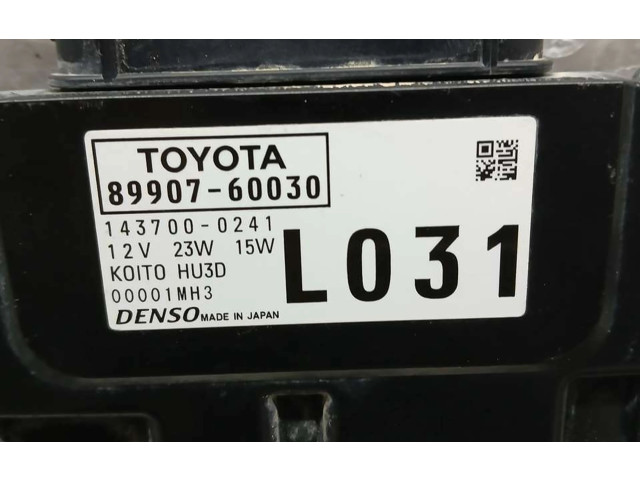 TOYOTA
89907-60030
143700-0241
12V 23W 15W
KOITO HU3D
00001MH3
DENSO MADE IN JAPAN
L031